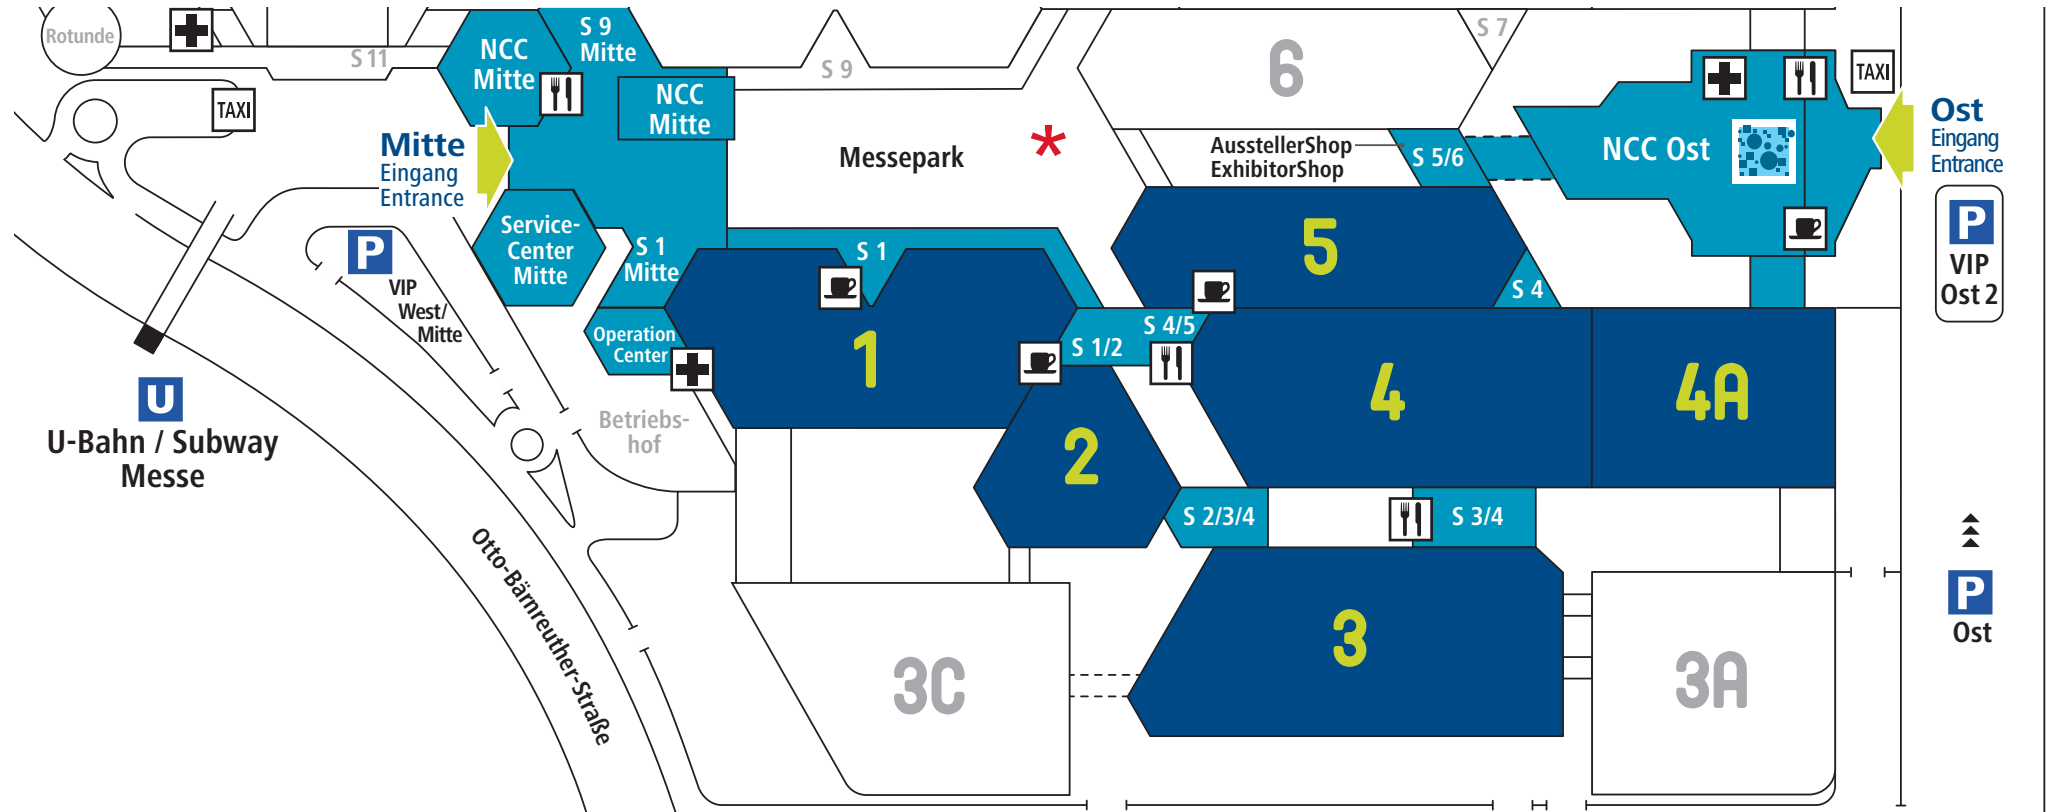 Rotunde
S 11
NCC
Mitte
S 9
Mitte
NCC
Mitte
S 9
6
S 7
TAXI
TAXI
Mitte
Eingang
Entrance
Messepark
*
AusstellerShop
ExhibitorShop
S 5/6
NCC Ost
Ost
Eingang
Entrance
P
VIP
Ost 2
Service-
Center
Mitte
S 1
Mitte
S 1
5
S 4
P
VIP
West/
Mitte
Operation
Center
1
S 4/5
S 1/2
4
4A
U
U-Bahn / Subway
Messe
Betriebs-
hof
2
S 2/3/4
S 3/4
Otto-Bärnreuther-Straße
3C
3
3A
P
Ost